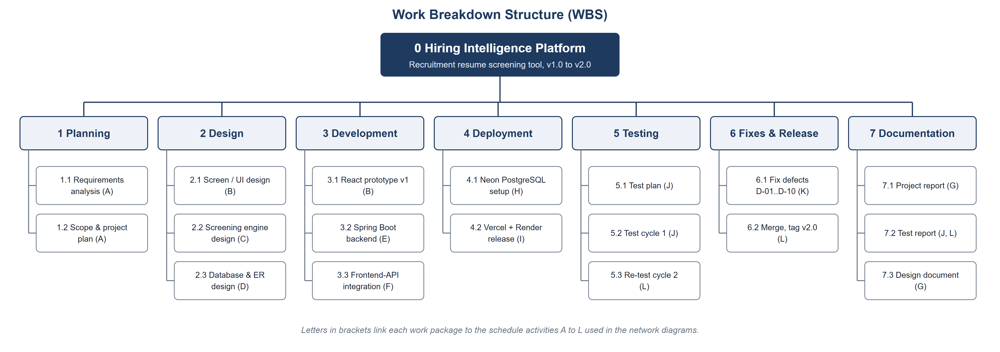 Work Breakdown Structure (WBS)
0 Hiring Intelligence Platform
Recruitment resume screening tool, v1.0 to v2.0
1 Planning
1.1 Requirements
analysis (A)
1.2 Scope & project
plan (A)
2 Design
2.1 Screen / UI design
(B)
2.2 Screening engine
design (C)
2.3 Database & ER
design (D)
3 Development
3.1 React prototype v1
(B)
3.2 Spring Boot
backend (E)
3.3 Frontend-API
integration (F)
4 Deployment
4.1 Neon PostgreSQL
setup (H)
4.2 Vercel + Render
release (I)
5 Testing
5.1 Test plan (J)
5.2 Test cycle 1 (J)
5.3 Re-test cycle 2
(L)
6 Fixes & Release
6.1 Fix defects
D-01..D-10 (K)
6.2 Merge, tag v2.0
(L)
7 Documentation
7.1 Project report (G)
7.2 Test report (J, L)
7.3 Design document
(G)
Letters in brackets link each work package to the schedule activities A to L used in the network diagrams.